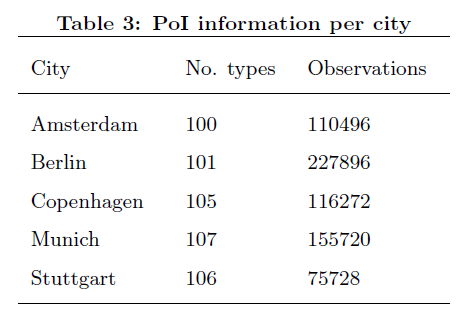 Table 3: PoI information per city
City No. types Observations
Amsterdam 100 110496
Berlin 101 227896
Copenhagen 105 116272
Munich 107 155720
Stuttgart 106 75728